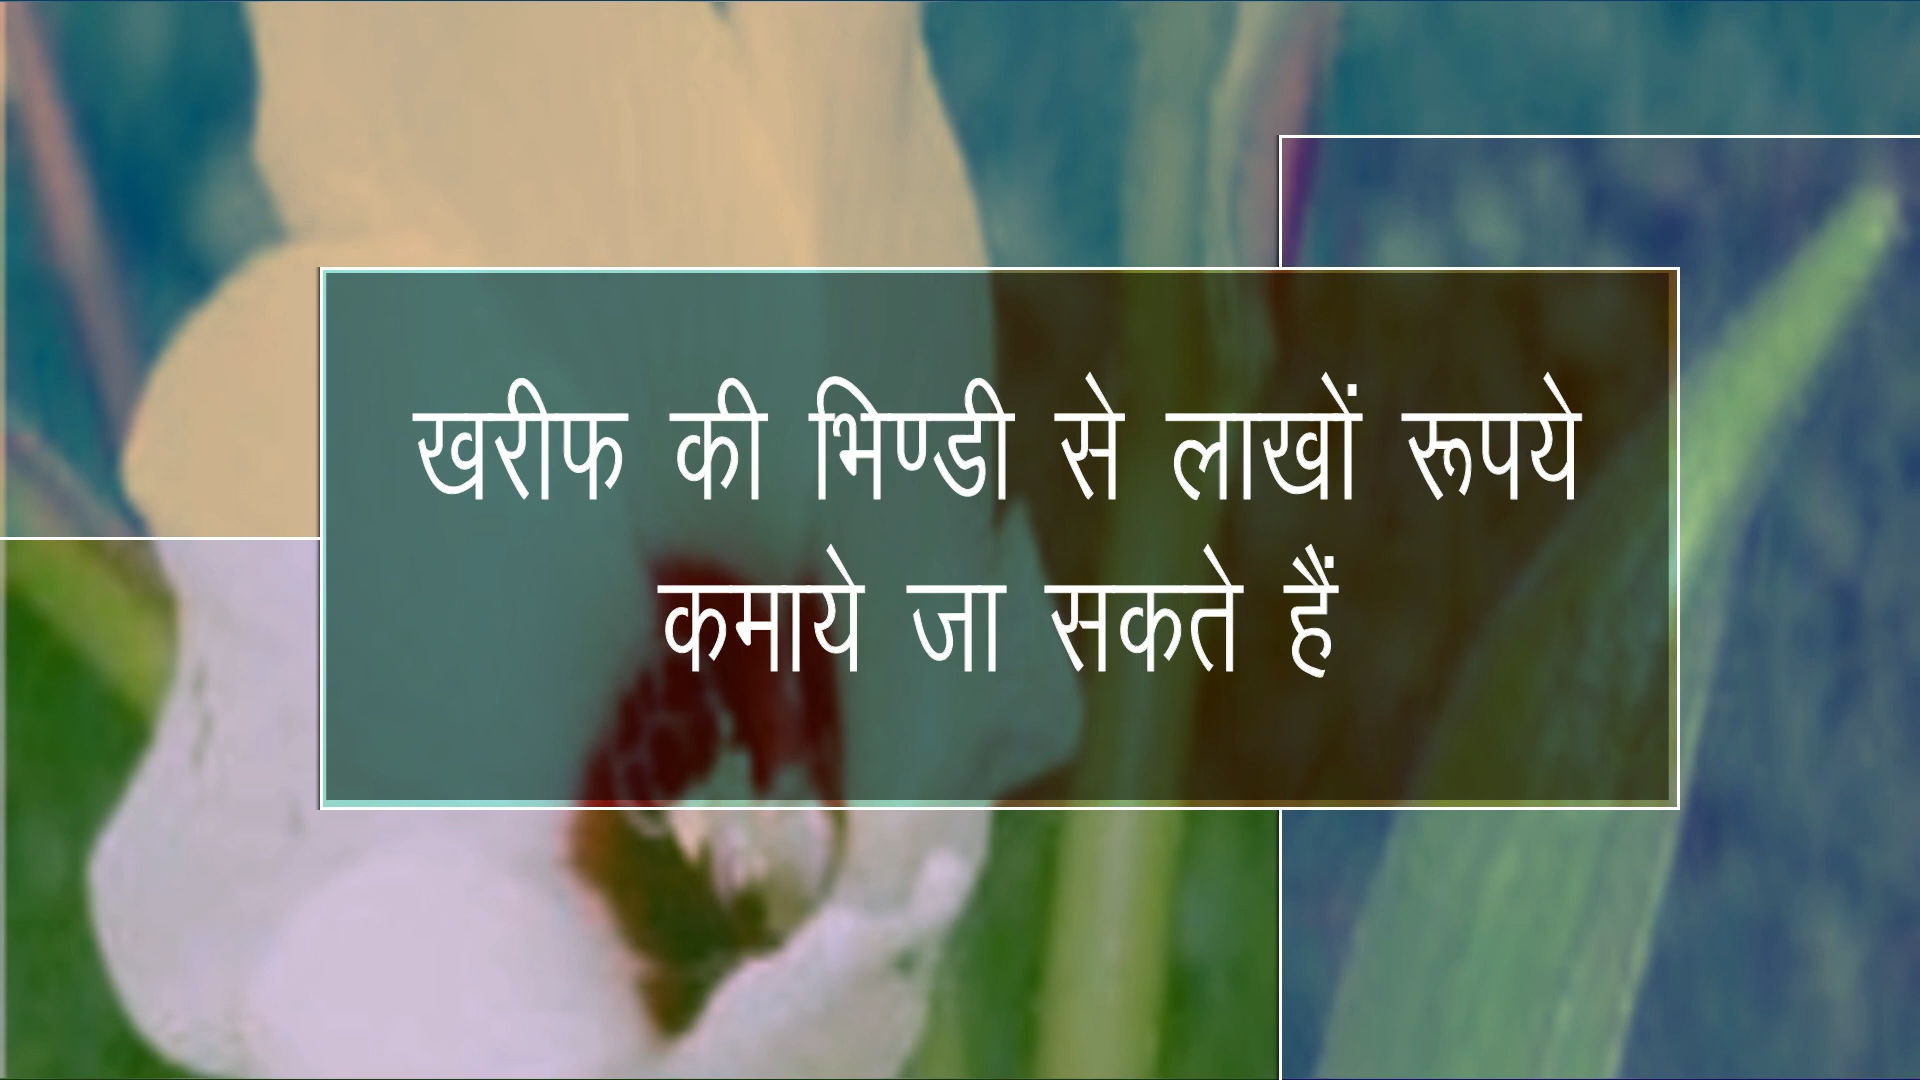 खरीफ की भिण्डी से लाखों रूपये
कमाये जा सकते हैं